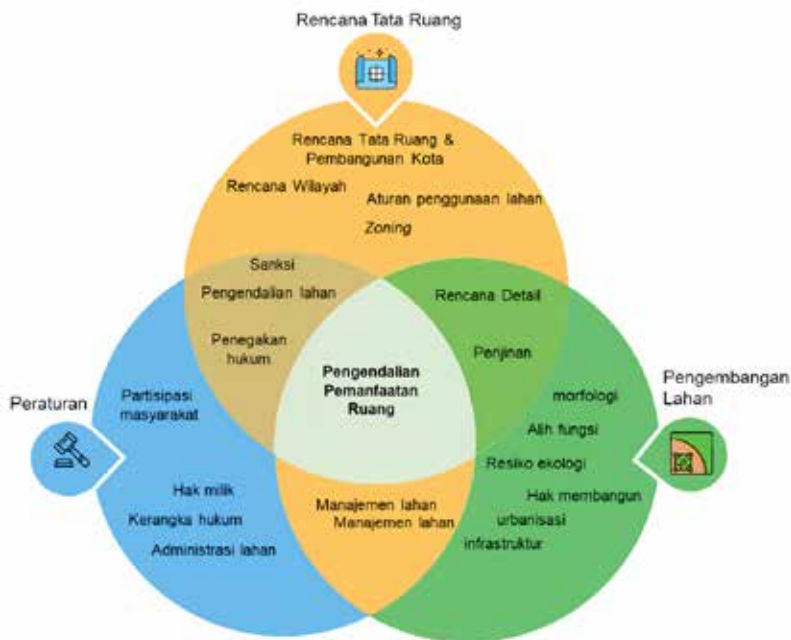 Rencana Tata Ruang
Rencana Tata Ruang &
Pembangunan Kota
Rencana Wilayah
Aturan penggunaan lahan
Zoning
Sanksi
Pengendalian lahan
Rencana Detail
Penegakan
hukum
Penjinan
Pengendalian
Pemanfaatan
Ruang
Peraturan
Partisipasi
masyarakat
Pengembangan
Lahan
morfologi
Alih fungsi
Resiko ekologi
Hak milik
Hak membangun
Manajemen lahan
Manajemen lahan
Kerangka hukum
urbanisasi
Administrasi lahan
infrastruktur